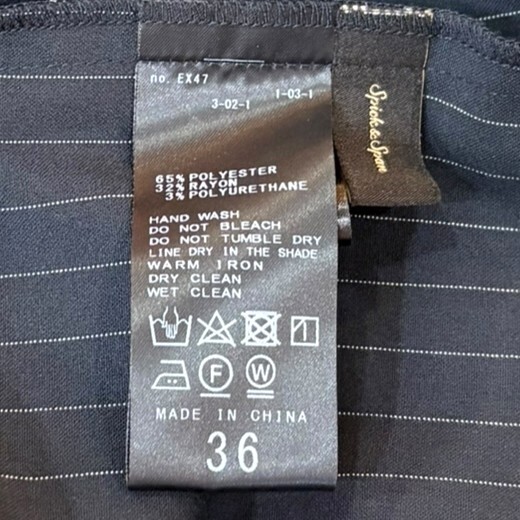 no. EX47
3-02-1 1-03-1
65% POLYESTER
32% RAYON
3% POLYURETHANE
HAND WASH
DO NOT BLEACH
DO NOT TUMBLE DRY
LINE DRY IN THE SHADE
WARM IRON
DRY CLEAN
WET CLEAN
F W
MADE IN CHINA
36
Spick & Span